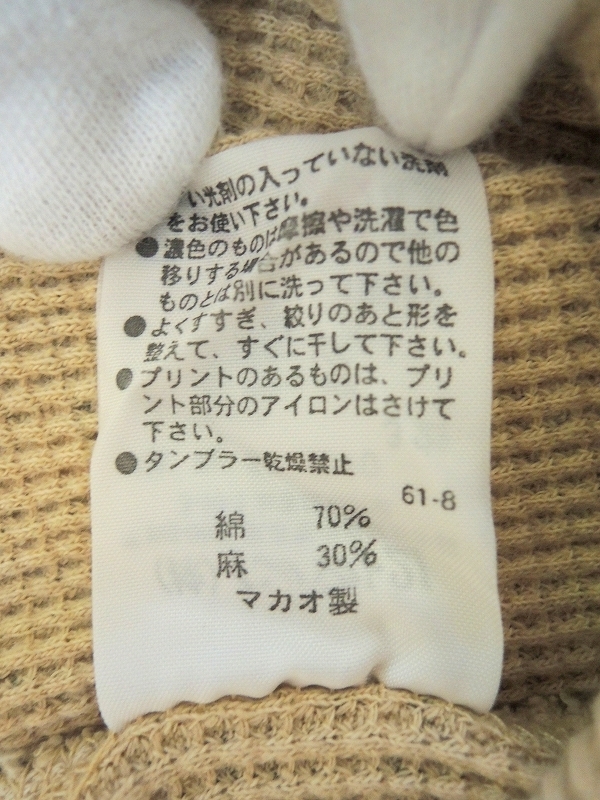 い光剤の入っていない洗剤
をお使い下さい。
●濃色のものは摩擦や洗濯で色
移りする場合があるので他の
ものとは別に洗って下さい。
●よくすすぎ、絞りのあと形を
整えて、すぐに干して下さい。
●プリントのあるものは、プリ
ント部分のアイロンはさけて
下さい。
●タンブラー乾燥禁止
61-8
綿 70%
麻 30%
マカオ製